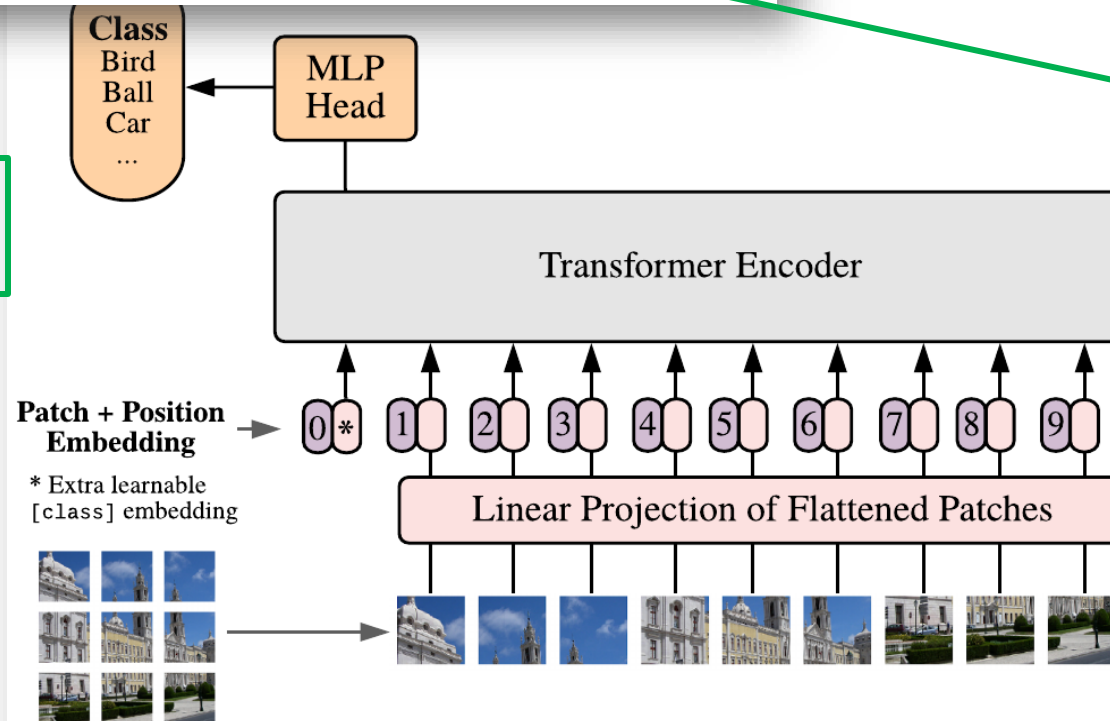 Class
Bird
Ball
Car
...
MLP
Head
Transformer Encoder
Patch + Position
Embedding
0 * 1 2 3 4 5 6 7 8 9
* Extra learnable
[class] embedding
Linear Projection of Flattened Patches